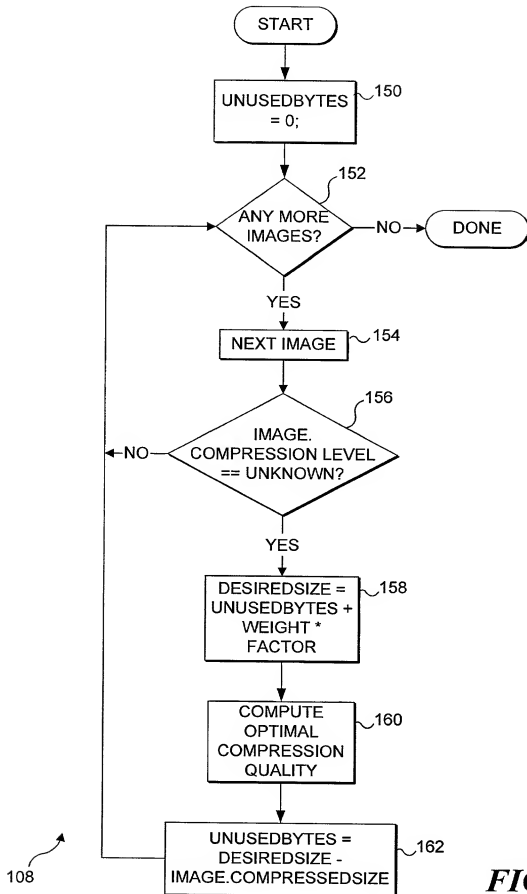 START
UNUSEDBYTES
= 0;
150
152
ANY MORE
IMAGES?
NO
DONE
YES
NEXT IMAGE
154
156
IMAGE.
COMPRESSION LEVEL
== UNKNOWN?
NO
YES
DESIREDSIZE =
UNUSEDBYTES +
WEIGHT *
FACTOR
158
COMPUTE
OPTIMAL
COMPRESSION
QUALITY
160
UNUSEDBYTES =
DESIREDSIZE -
IMAGE.COMPRESSEDSIZE
162
108